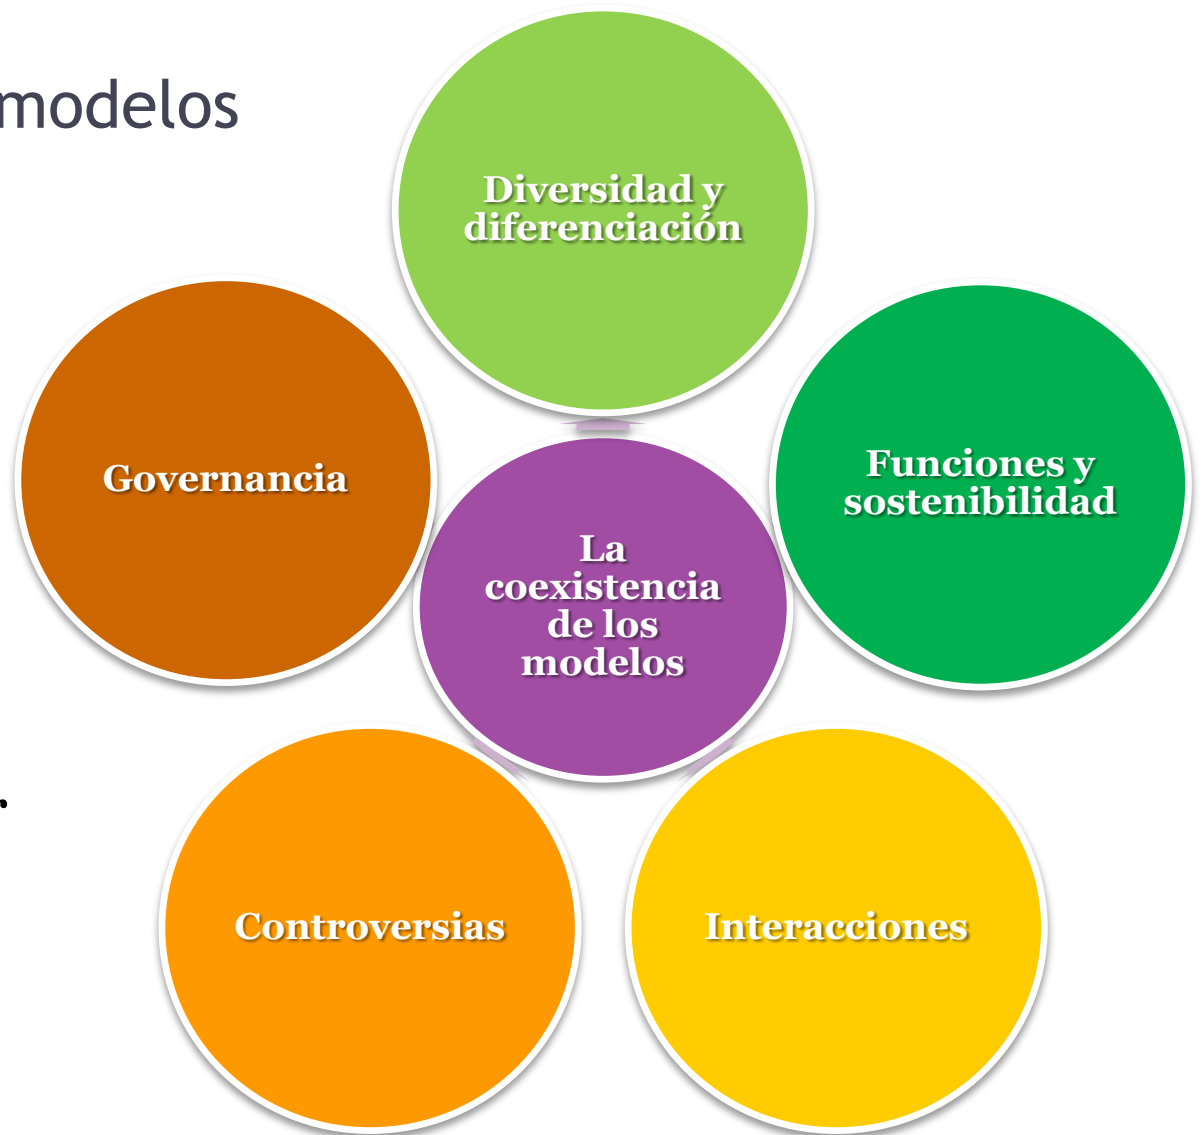 modelos
Diversidad y
diferenciación
Governancia
Funciones y
sostenibilidad
La
coexistencia
de los
modelos
Controversias
Interacciones